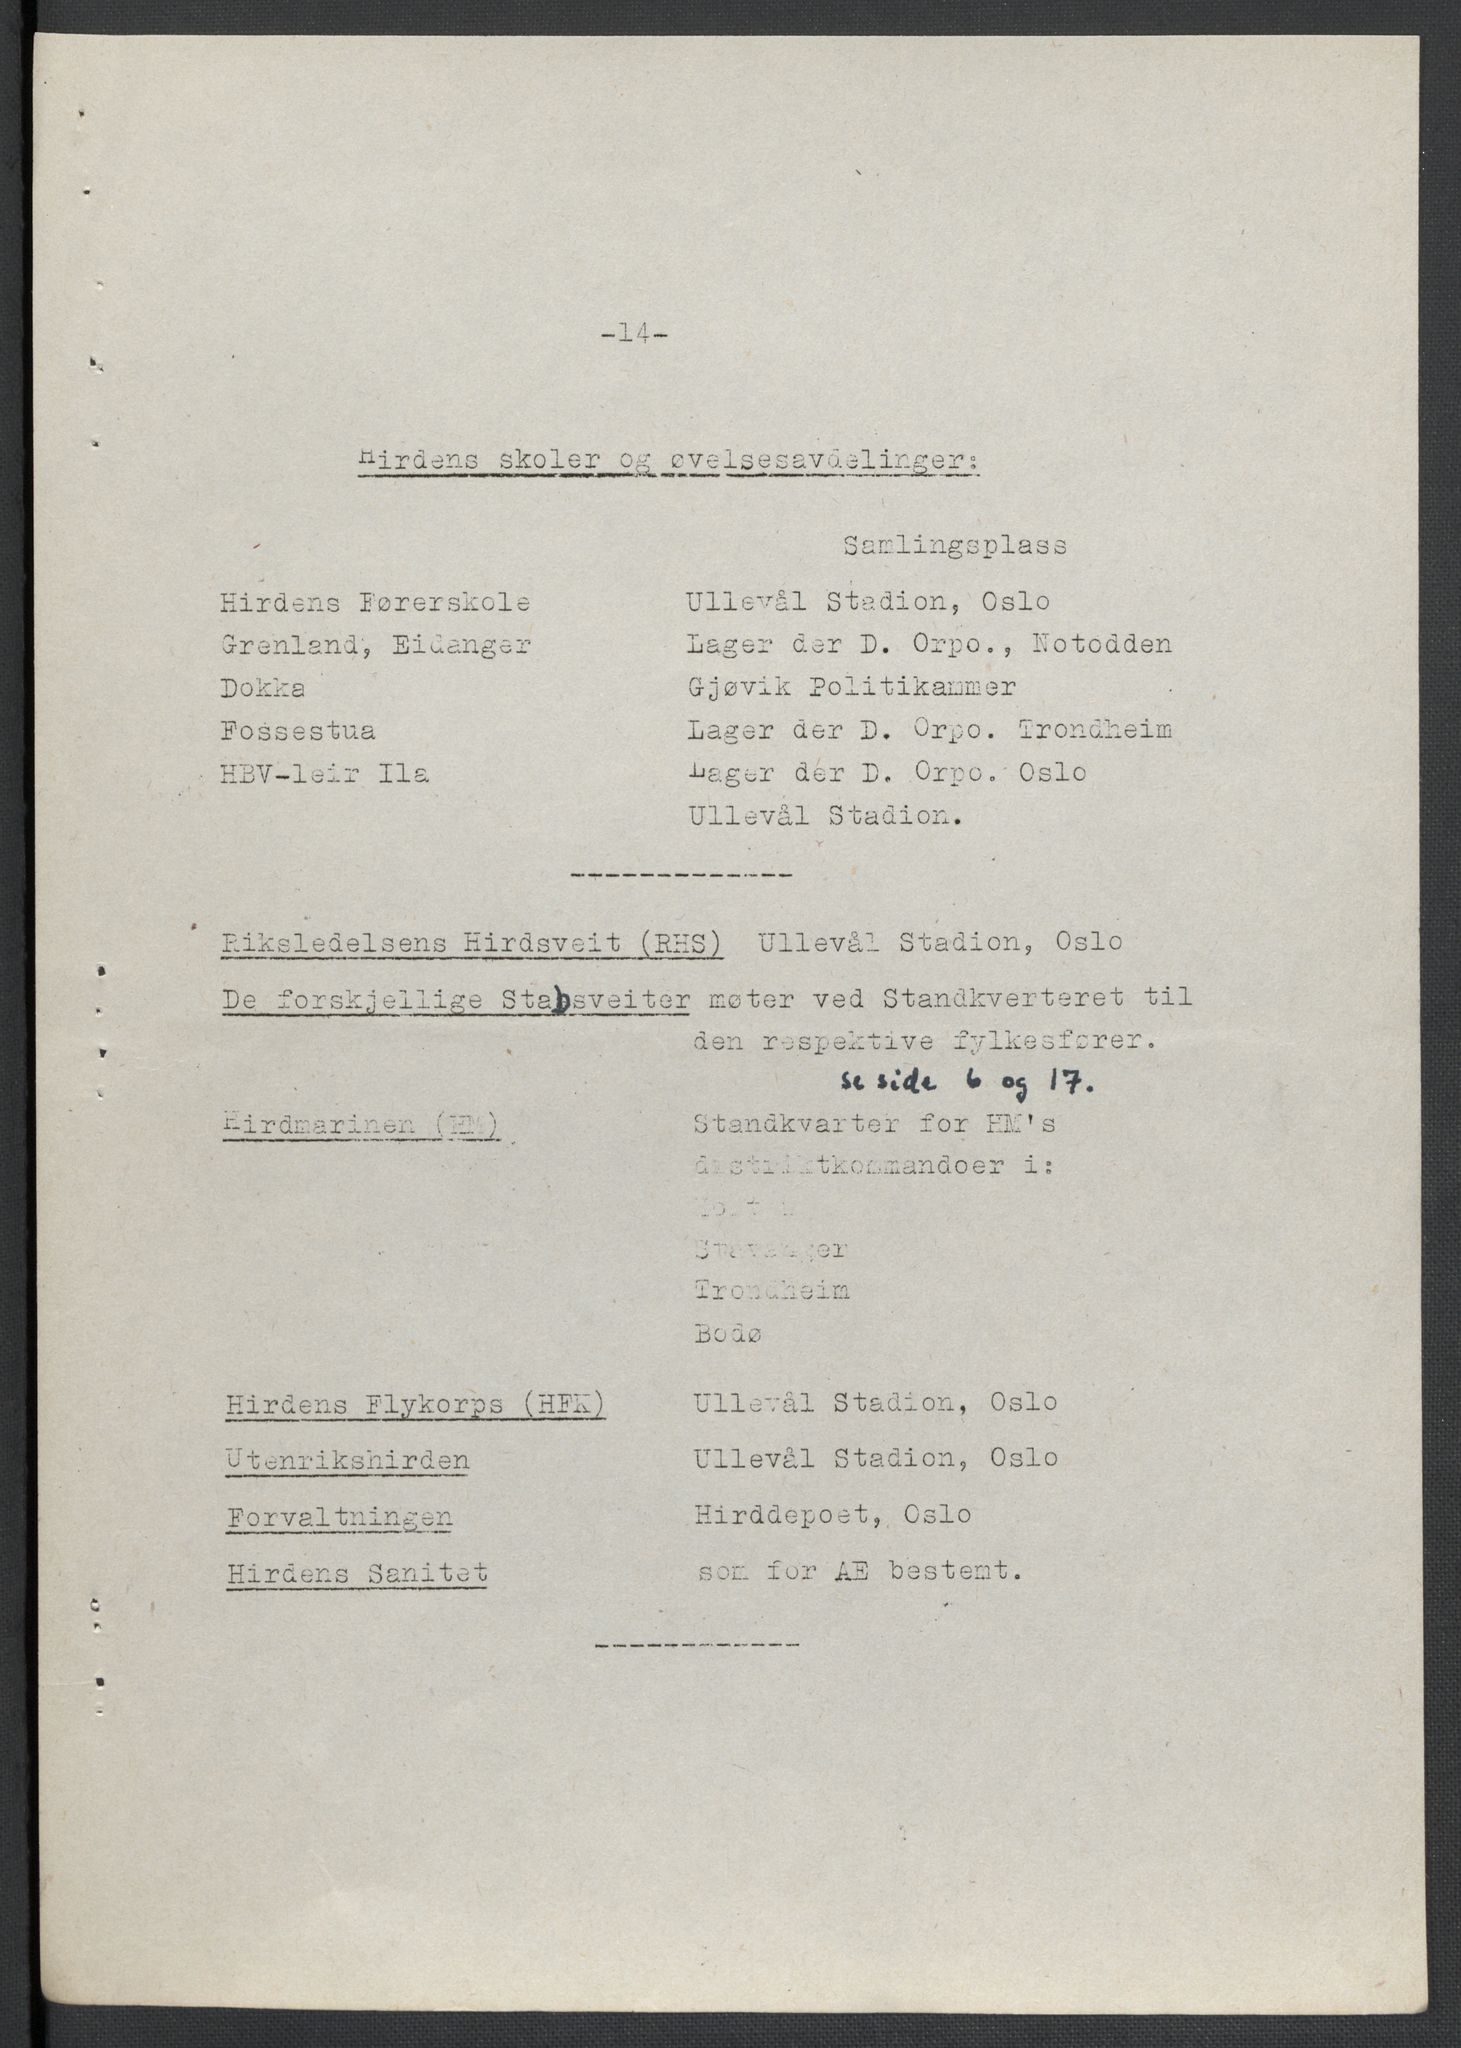 -14-
Hirdens skoler og øvelsesavdelinger:
Samlingsplass
Hirdens Førerskole Ullevål Stadion, Oslo
Grenland, Eidanger Lager der D. Orpo., Notodden
Dokka Gjøvik Politikammer
Fossestua Lager der D. Orpo. Trondheim
HBV-leir Ila Lager der D. Orpo. Oslo
Ullevål Stadion.
-------------
Riksledelsens Hirdsveit (RHS) Ullevål Stadion, Oslo
De forskjellige Stabsveiter møter ved Standkverteret til
den respektive fylkesfører.
se side 6 og 17.
Hirdmarinen (HM) Standkvarter for HM's
distriktkommandoer i:
Stavanger
Trondheim
Bodø
Hirdens Flykorps (HFK) Ullevål Stadion, Oslo
Utenrikshirden Ullevål Stadion, Oslo
Forvaltningen Hirddepoet, Oslo
Hirdens Sanitet som for AE bestemt.
------------